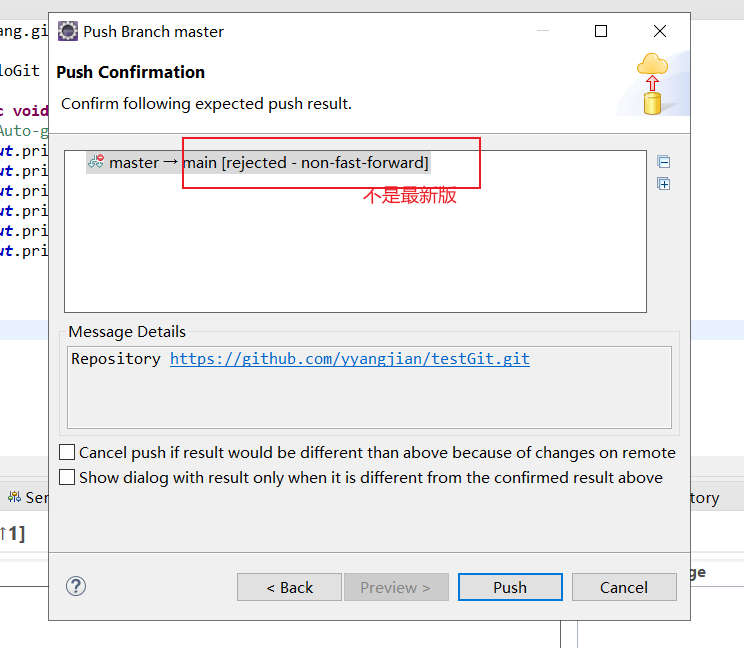 ang.gi
Push Branch master
loGit
Push Confirmation
Confirm following expected push result.
c void
Auto-g
ut.pri
ut.pri
ut.pri
ut.pri
ut.pri
ut.pri
master → main [rejected - non-fast-forward]
不是最新版
Message Details
Repository https://github.com/yyangjian/testGit.git
Cancel push if result would be different than above because of changes on remote
Show dialog with result only when it is different from the confirmed result above
Ser
tory
↑1]
ge
? < Back Preview > Push Cancel